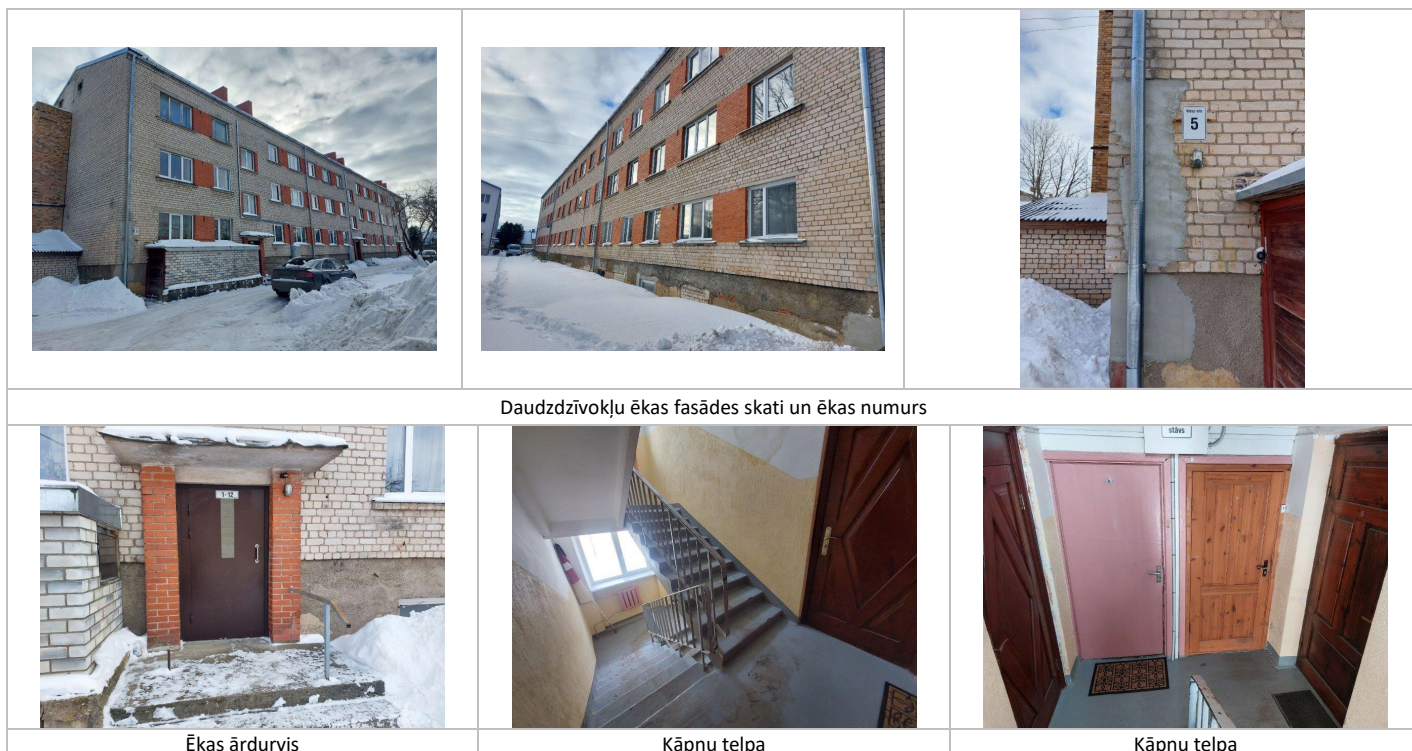 5
Daudzdzīvokļu ēkas fasādes skati un ēkas numurs
1-12
stāvs
Ēkas ārdurvis
Kāpņu telpa
Kāpņu telpa